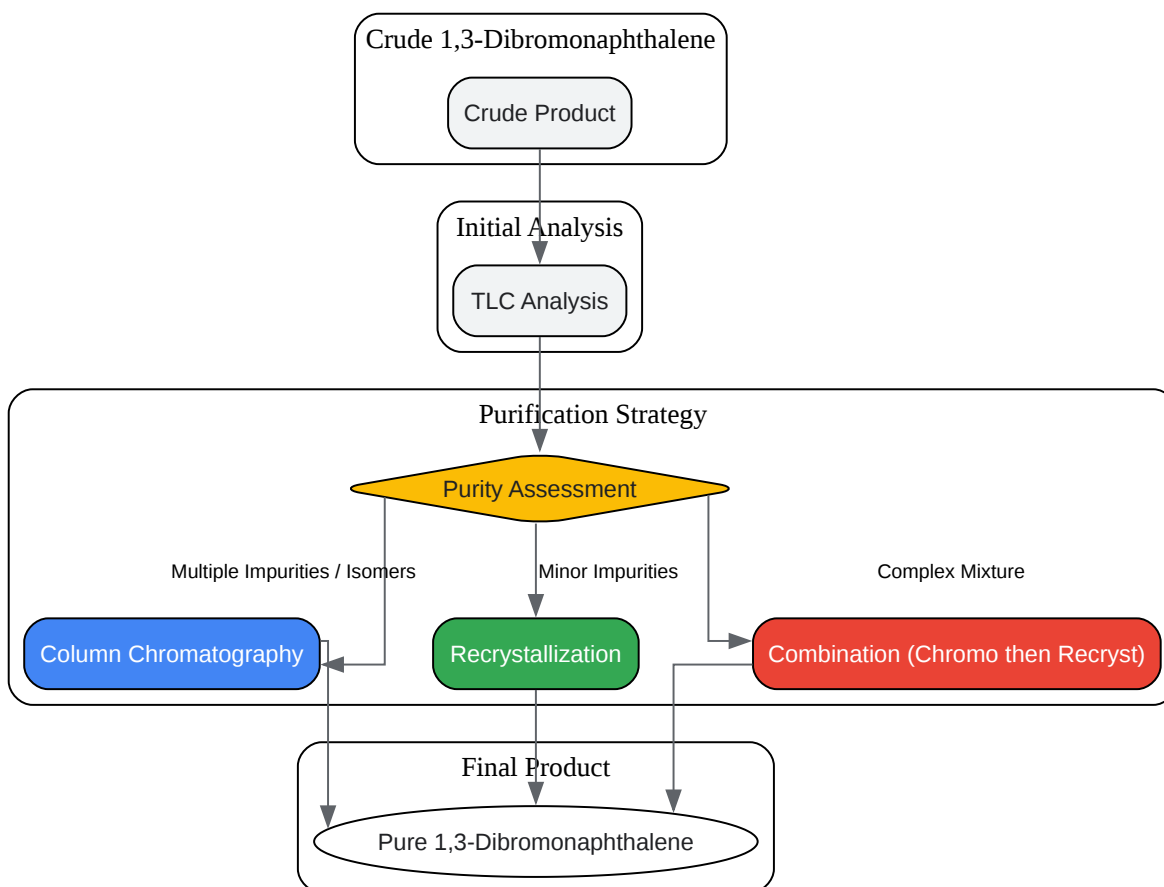 Crude 1,3-Dibromonaphthalene
Crude Product
Initial Analysis
TLC Analysis
Purification Strategy
Purity Assessment
Multiple Impurities / Isomers
Minor Impurities
Complex Mixture
Column Chromatography
Recrystallization
Combination (Chromo then Recryst)
Final Product
Pure 1,3-Dibromonaphthalene